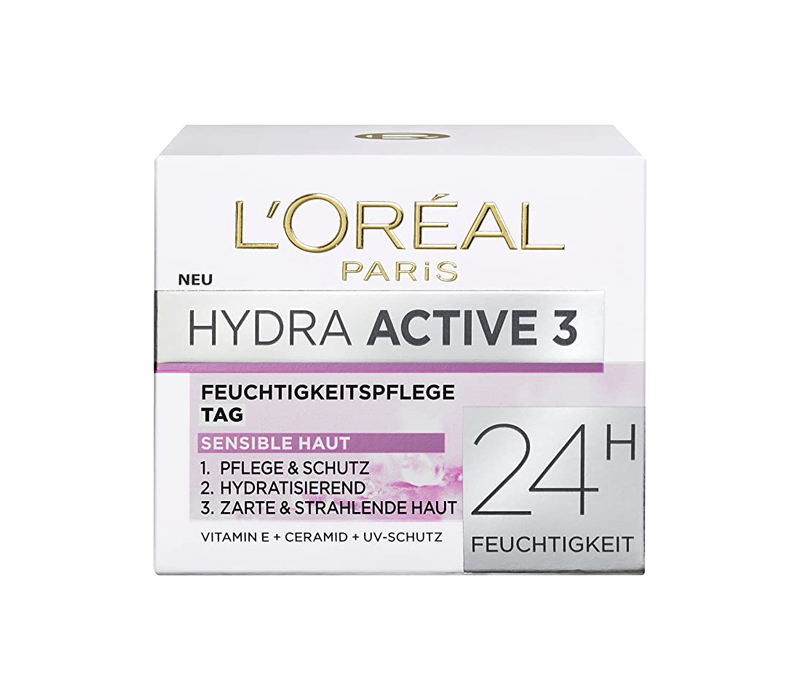 L'ORÉAL
PARiS
NEU
HYDRA ACTIVE 3
FEUCHTIGKEITSPFLEGE
TAG
SENSIBLE HAUT
1. PFLEGE & SCHUTZ
2. HYDRATISIEREND
3. ZARTE & STRAHLENDE HAUT
VITAMIN E + CERAMID + UV-SCHUTZ
24H
FEUCHTIGKEIT